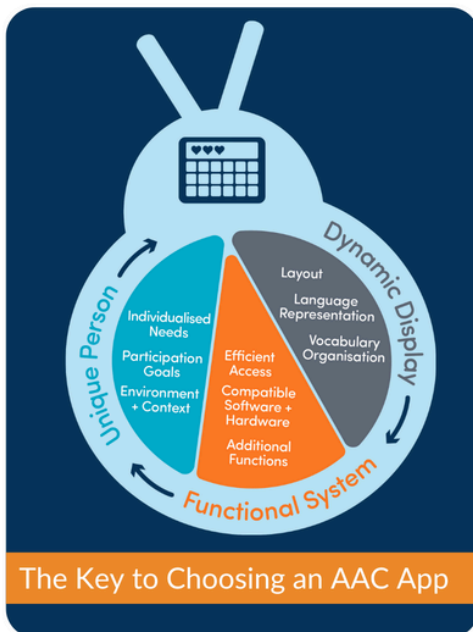 Unique Person
Individualised
Needs
Participation
Goals
Environment
+ Context
Functional System
Efficient
Access
Compatible
Software +
Hardware
Additional
Functions
Dynamic Display
Layout
Language
Representation
Vocabulary
Organisation
The Key to Choosing an AAC App